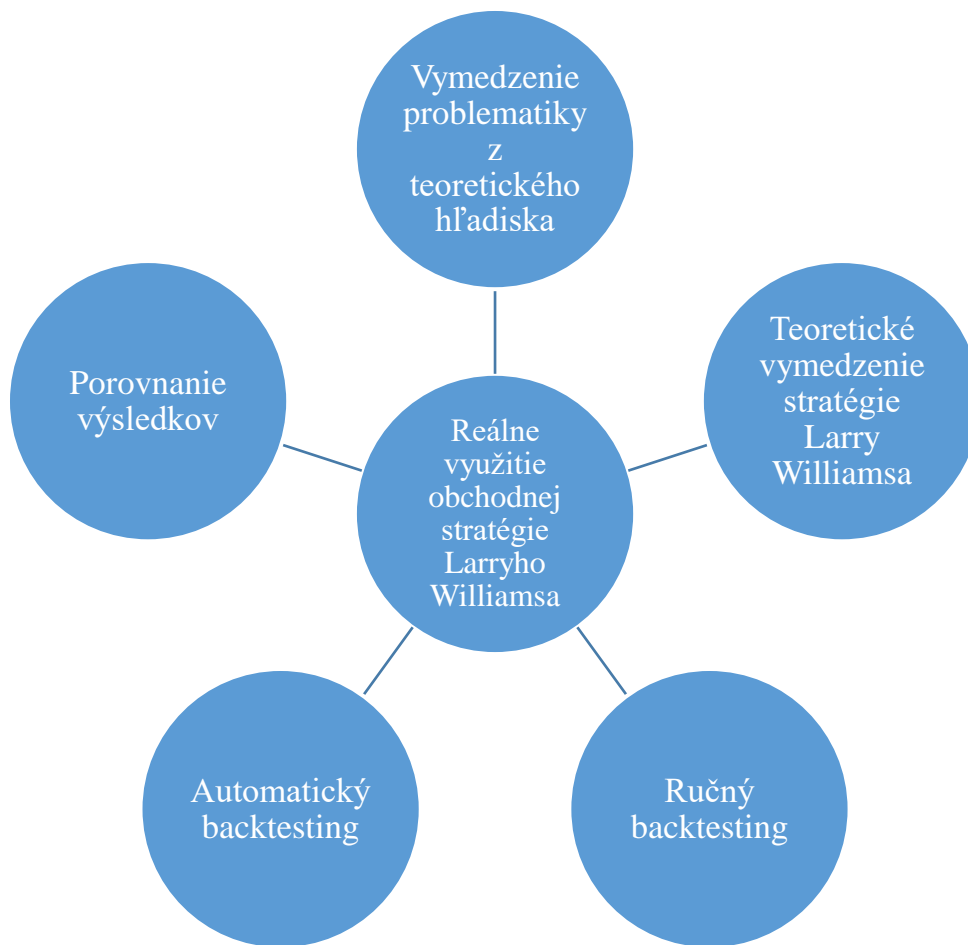 Vymedzenie
problematiky
z
teoretického
hľadiska
Teoretické
vymedzenie
stratégie
Larry
Williamsa
Porovnanie
výsledkov
Reálne
využitie
obchodnej
stratégie
Larryho
Williamsa
Automatický
backtesting
Ručný
backtesting